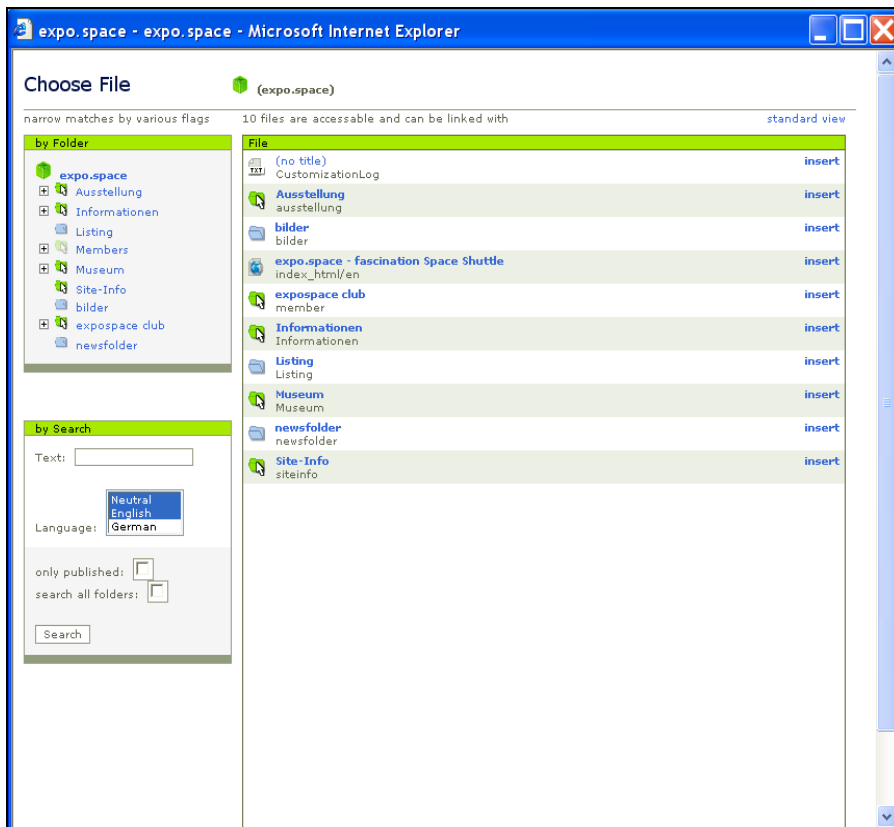 expo.space - expo.space - Microsoft Internet Explorer
Choose File
(expo.space)
narrow matches by various flags
10 files are accessable and can be linked with
standard view
by Folder
expo.space
Ausstellung
Informationen
Listing
Members
Museum
Site-Info
bilder
expospace club
newsfolder
by Search
Text:
Language:
Neutral
English
German
only published:
search all folders:
Search
File
TXT
(no title)
insert
CustomizationLog
Ausstellung
insert
ausstellung
bilder
insert
bilder
expo.space - fascination Space Shuttle
insert
index_html/en
expospace club
insert
member
Informationen
insert
Informationen
Listing
insert
Listing
Museum
insert
Museum
newsfolder
insert
newsfolder
Site-Info
insert
siteinfo